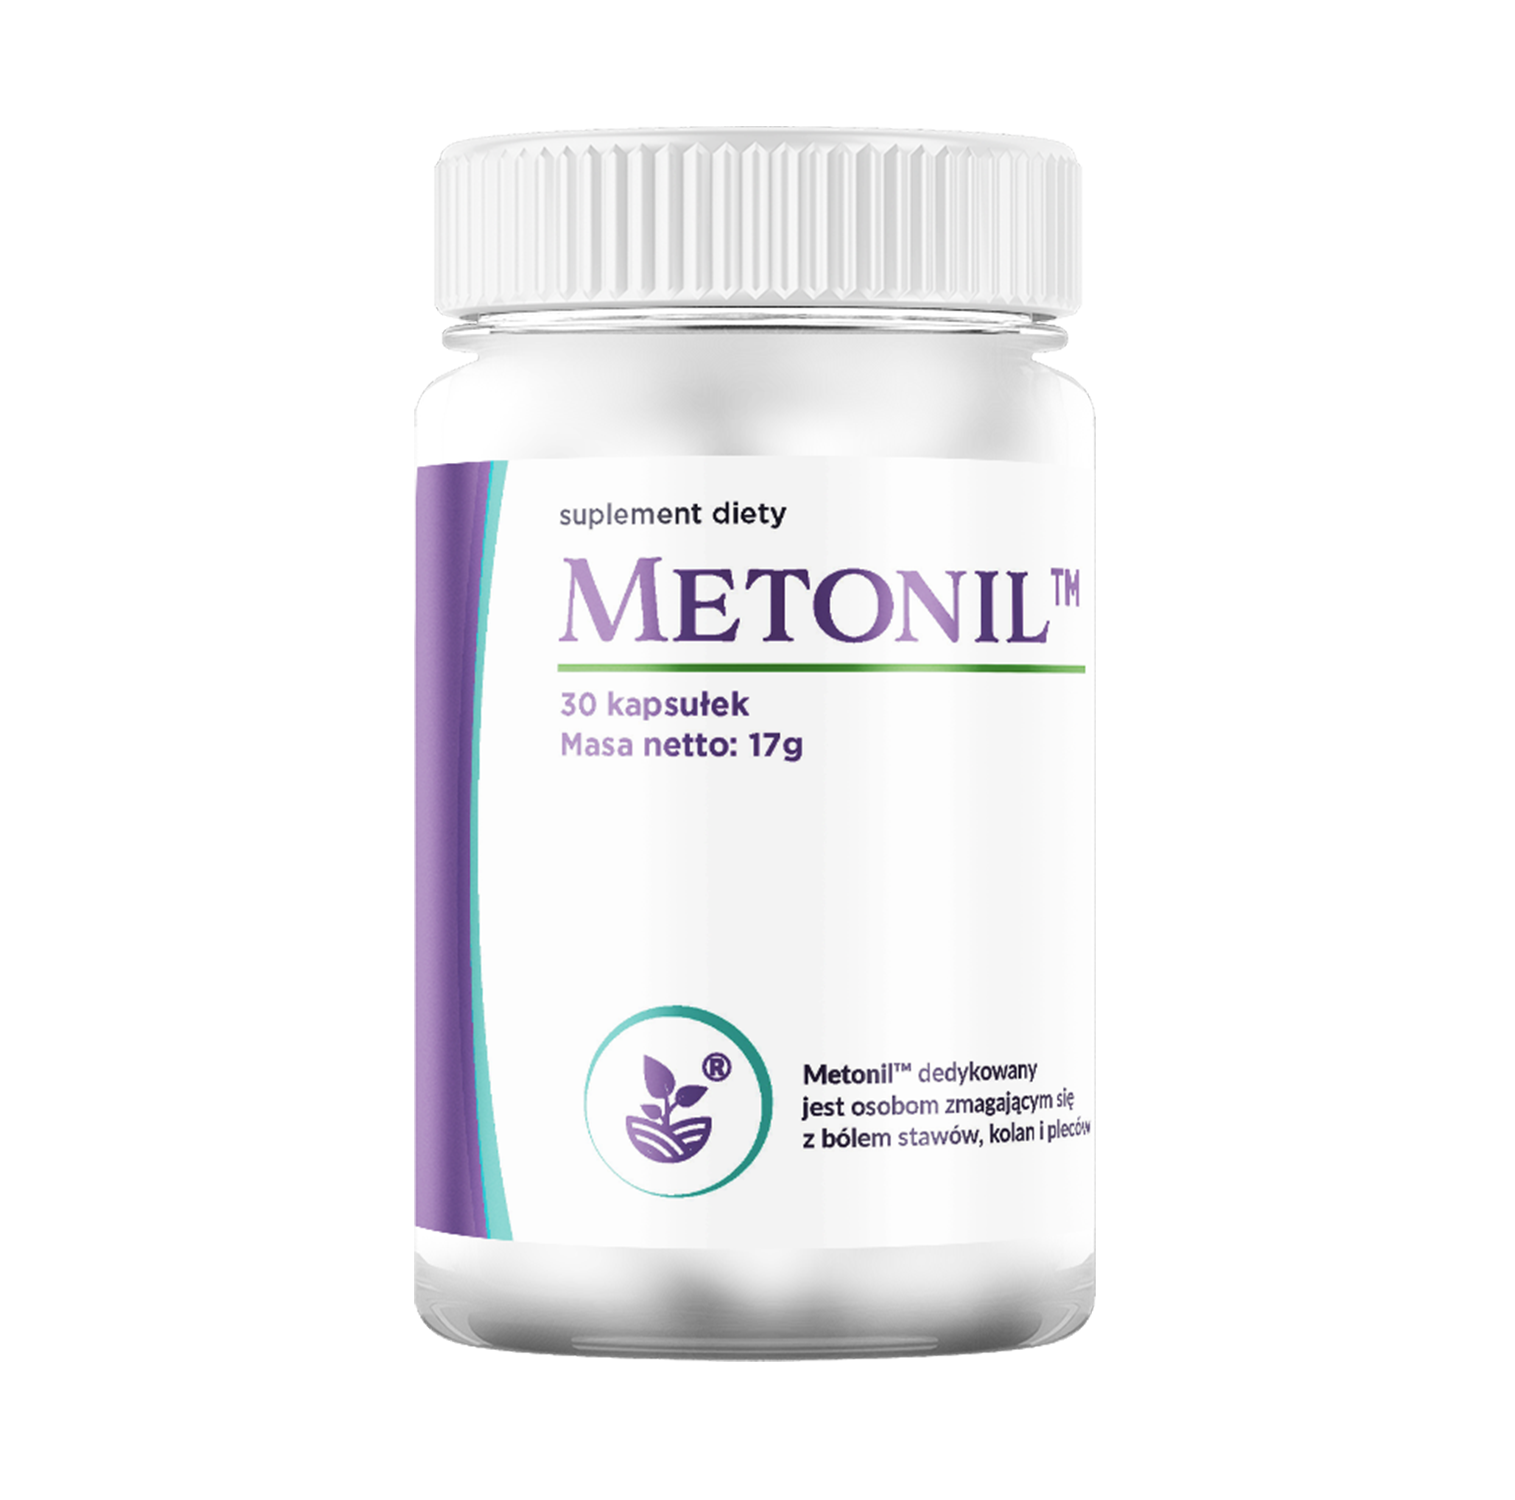 suplement diety
METONIL™
30 kapsułek
Masa netto: 17g
®
Metonil™ dedykowany
jest osobom zmagającym się
z bólem stawów, kolan i pleców